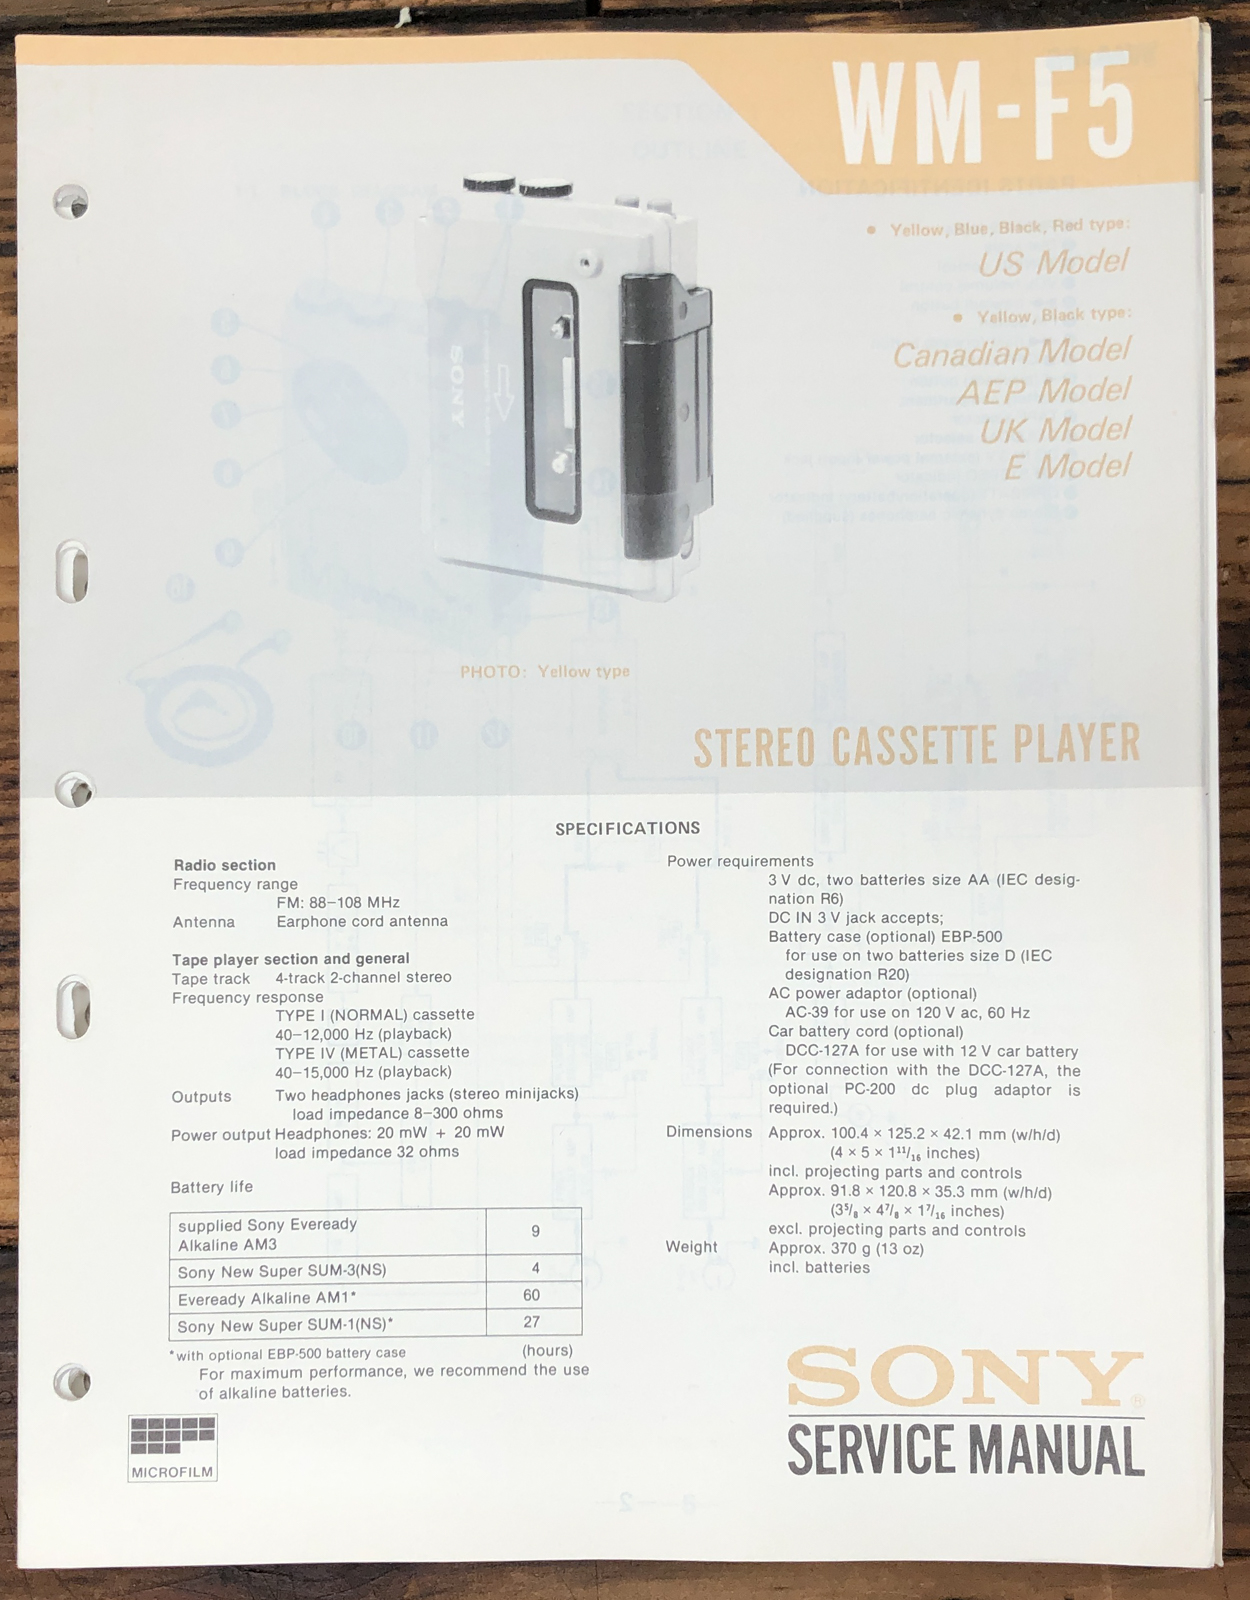 WM-F5
• Yellow, Blue, Black, Red type:
US Model
• Yellow, Black type:
Canadian Model
AEP Model
UK Model
E Model
SONY
PHOTO: Yellow type
STEREO CASSETTE PLAYER
SPECIFICATIONS
Radio section
Frequency range
FM: 88–108 MHz
Antenna Earphone cord antenna
Tape player section and general
Tape track 4-track 2-channel stereo
Frequency response
TYPE I (NORMAL) cassette
40–12,000 Hz (playback)
TYPE IV (METAL) cassette
40–15,000 Hz (playback)
Outputs Two headphones jacks (stereo minijacks)
load impedance 8–300 ohms
Power output Headphones: 20 mW + 20 mW
load impedance 32 ohms
Battery life
supplied Sony Eveready
Alkaline AM3 9
Sony New Super SUM-3(NS) 4
Eveready Alkaline AM1* 60
Sony New Super SUM-1(NS)* 27
*with optional EBP-500 battery case (hours)
For maximum performance, we recommend the use
of alkaline batteries.
MICROFILM
Power requirements
3 V dc, two batteries size AA (IEC desig-
nation R6)
DC IN 3 V jack accepts;
Battery case (optional) EBP-500
for use on two batteries size D (IEC
designation R20)
AC power adaptor (optional)
AC-39 for use on 120 V ac, 60 Hz
Car battery cord (optional)
DCC-127A for use with 12 V car battery
(For connection with the DCC-127A, the
optional PC-200 dc plug adaptor is
required.)
Dimensions Approx. 100.4 × 125.2 × 42.1 mm (w/h/d)
(4 × 5 × 1 11/16 inches)
incl. projecting parts and controls
Approx. 91.8 × 120.8 × 35.3 mm (w/h/d)
(3 5/8 × 4 7/8 × 1 7/16 inches)
excl. projecting parts and controls
Weight Approx. 370 g (13 oz)
incl. batteries
SONY®
SERVICE MANUAL